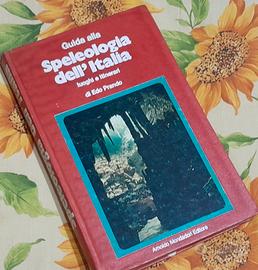 Guida alla
Speleologia
dell'Italia
luoghi e itinerari
di Edo Prando
Arnoldo Mondadori Editore